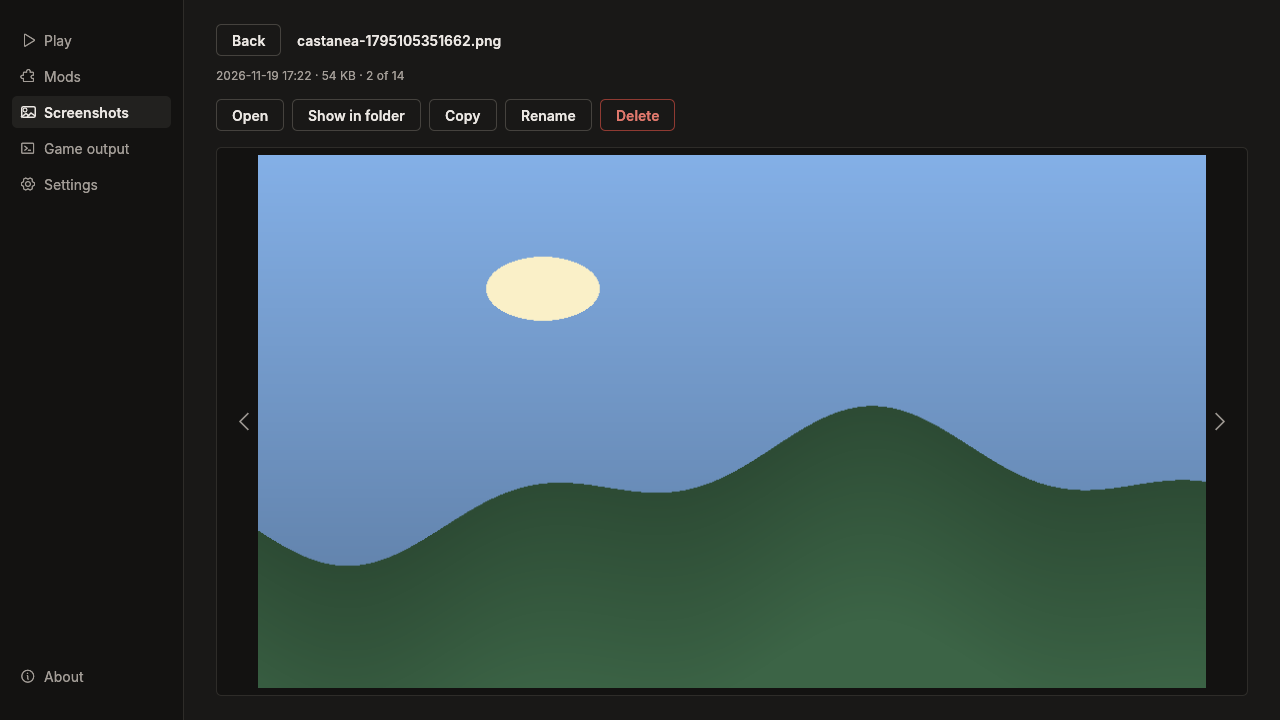 Play
Mods
Screenshots
Game output
Settings
About
Back
castanea-1795105351662.png
2026-11-19 17:22 · 54 KB · 2 of 14
Open
Show in folder
Copy
Rename
Delete